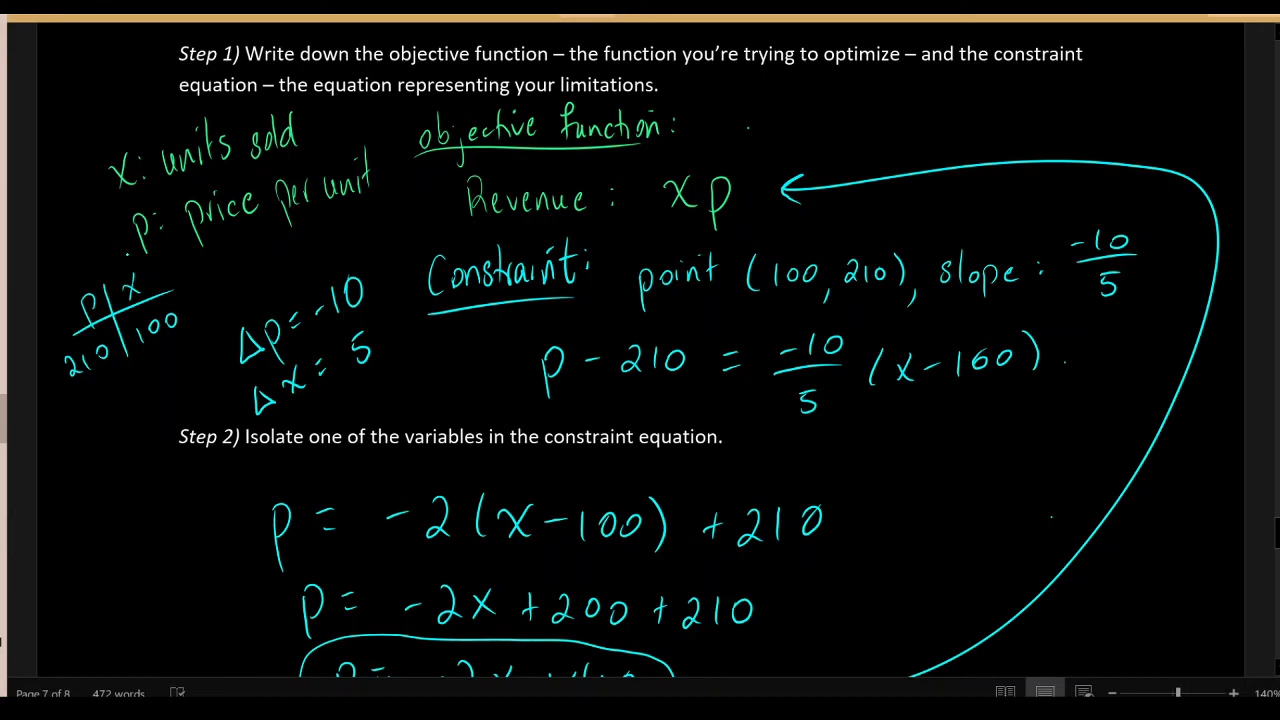 Step 1) Write down the objective function – the function you're trying to optimize – and the constraint
equation – the equation representing your limitations.
x: units sold
p: price per unit
objective function:
Revenue: xp
p | x
210 | 100
Δp = -10
Δx = 5
Constraint: point (100, 210), slope: -10/5
p - 210 = -10/5 (x - 160)
Step 2) Isolate one of the variables in the constraint equation.
p = -2(x - 100) + 210
p = -2x + 200 + 210
Page 7 of 8 472 words
140%